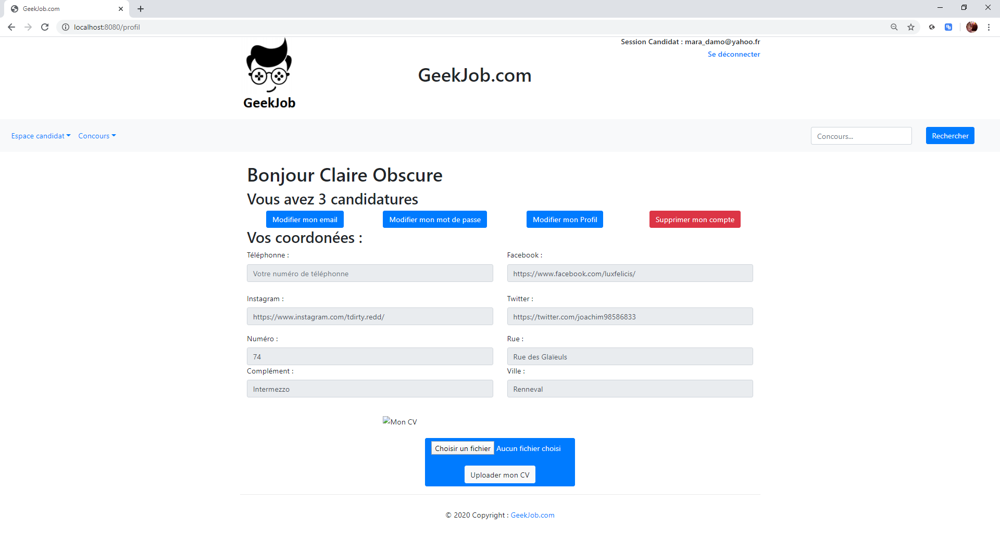 GeekJob.com
localhost:8080/profil
Session Candidat : mara_damo@yahoo.fr
Se déconnecter
GeekJob.com
GeekJob
Espace candidat Concours Concours... Rechercher
Bonjour Claire Obscure
Vous avez 3 candidatures
Modifier mon email Modifier mon mot de passe Modifier mon Profil Supprimer mon compte
Vos coordonées :
Téléphonne : Facebook :
Votre numéro de téléphonne https://www.facebook.com/luxfelicis/
Instagram : Twitter :
https://www.instagram.com/tdirty.redd/ https://twitter.com/joachim98586833
Numéro : Rue :
74 Rue des Glaïeuls
Complément : Ville :
Intermezzo Renneval
Mon CV
Choisir un fichier Aucun fichier choisi
Uploader mon CV
© 2020 Copyright : GeekJob.com